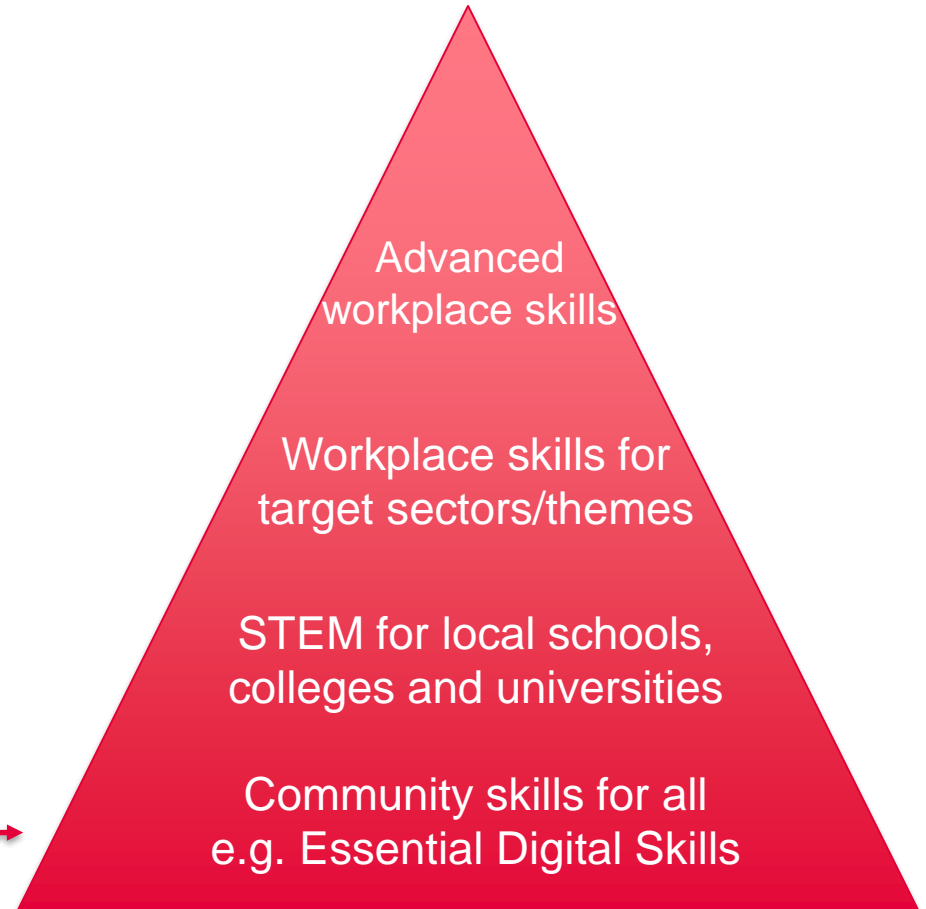 Advanced
workplace skills
Workplace skills for
target sectors/themes
STEM for local schools,
colleges and universities
Community skills for all
e.g. Essential Digital Skills